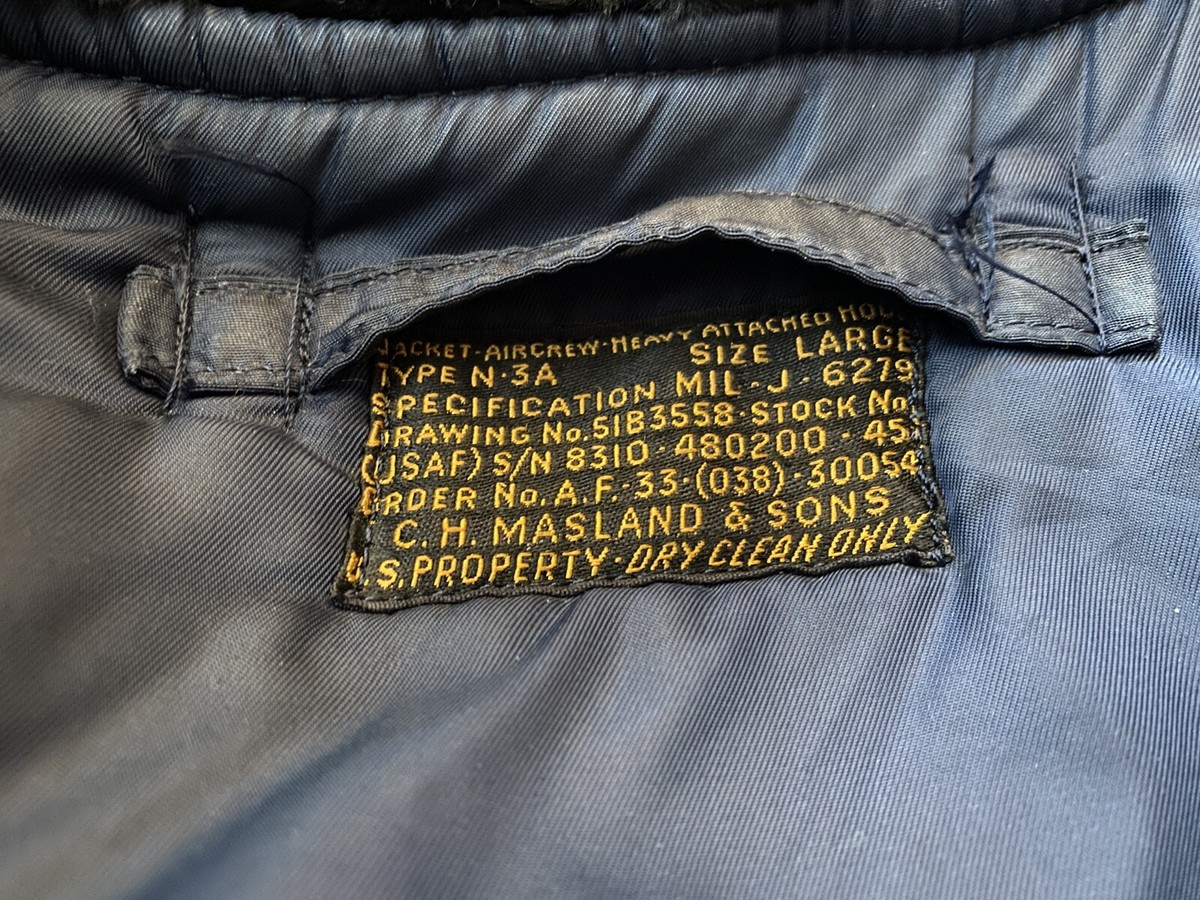 JACKET-AIRCREW-HEAVY ATTACHED HOO
TYPE N-3A SIZE LARGE
SPECIFICATION MIL-J-6279
DRAWING No. 51B3558-STOCK No.
(USAF) S/N 8310-480200-45
ORDER No. A.F.-33-(038)-30054
C. H. MASLAND & SONS
U.S. PROPERTY-DRY CLEAN ONLY